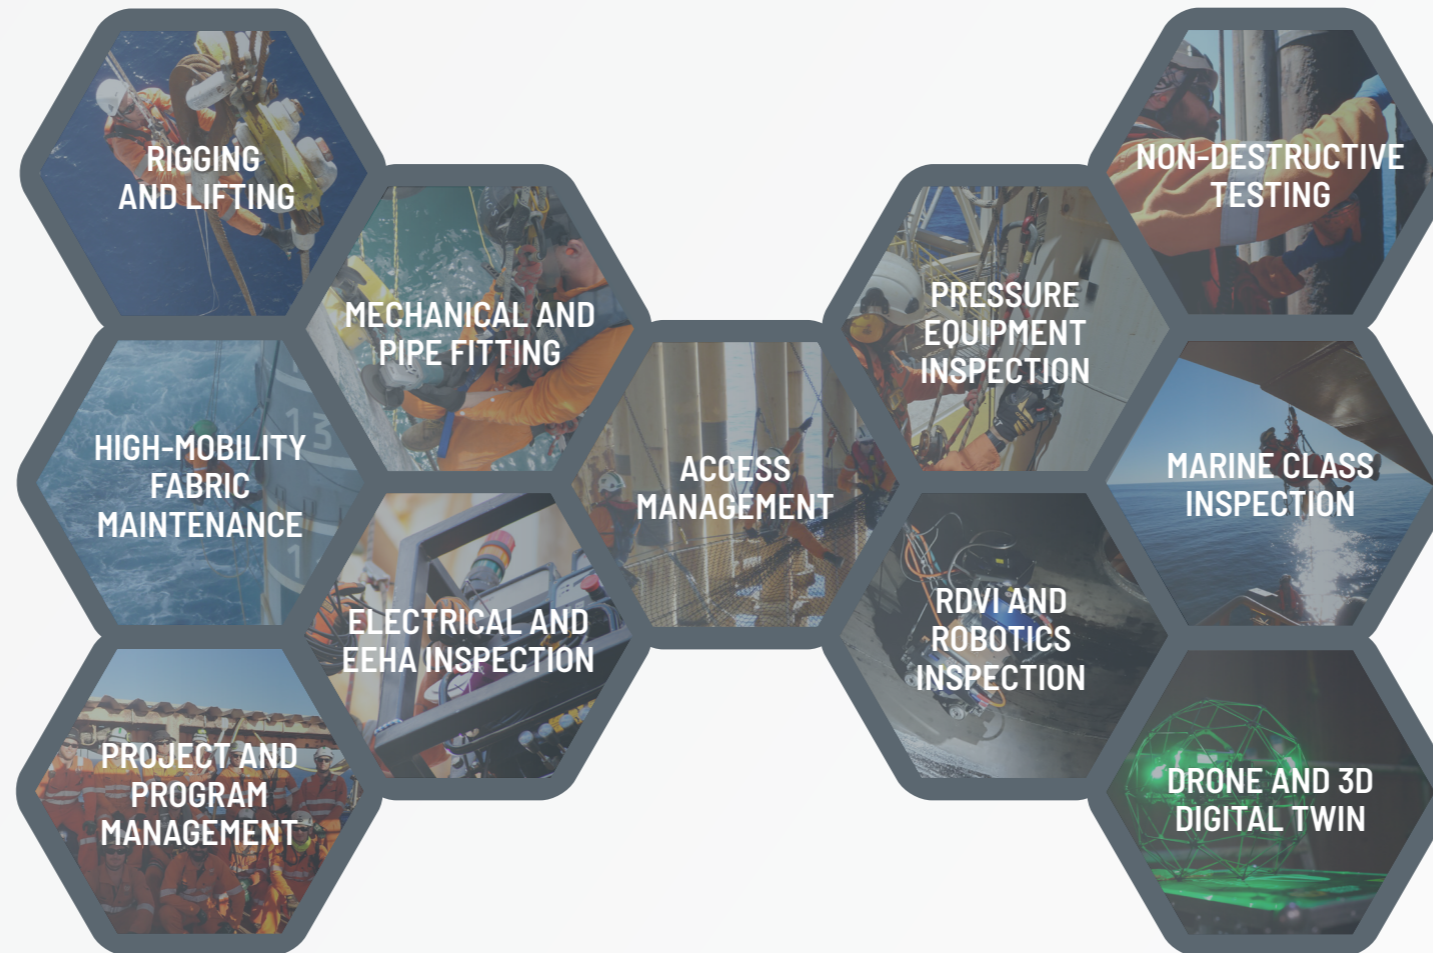 RIGGING
AND LIFTING
NON-DESTRUCTIVE
TESTING
MECHANICAL AND
PIPE FITTING
PRESSURE
EQUIPMENT
INSPECTION
HIGH-MOBILITY
FABRIC
MAINTENANCE
ACCESS
MANAGEMENT
MARINE CLASS
INSPECTION
ELECTRICAL AND
EEHA INSPECTION
RDVI AND
ROBOTICS
INSPECTION
PROJECT AND
PROGRAM
MANAGEMENT
DRONE AND 3D
DIGITAL TWIN
13
1